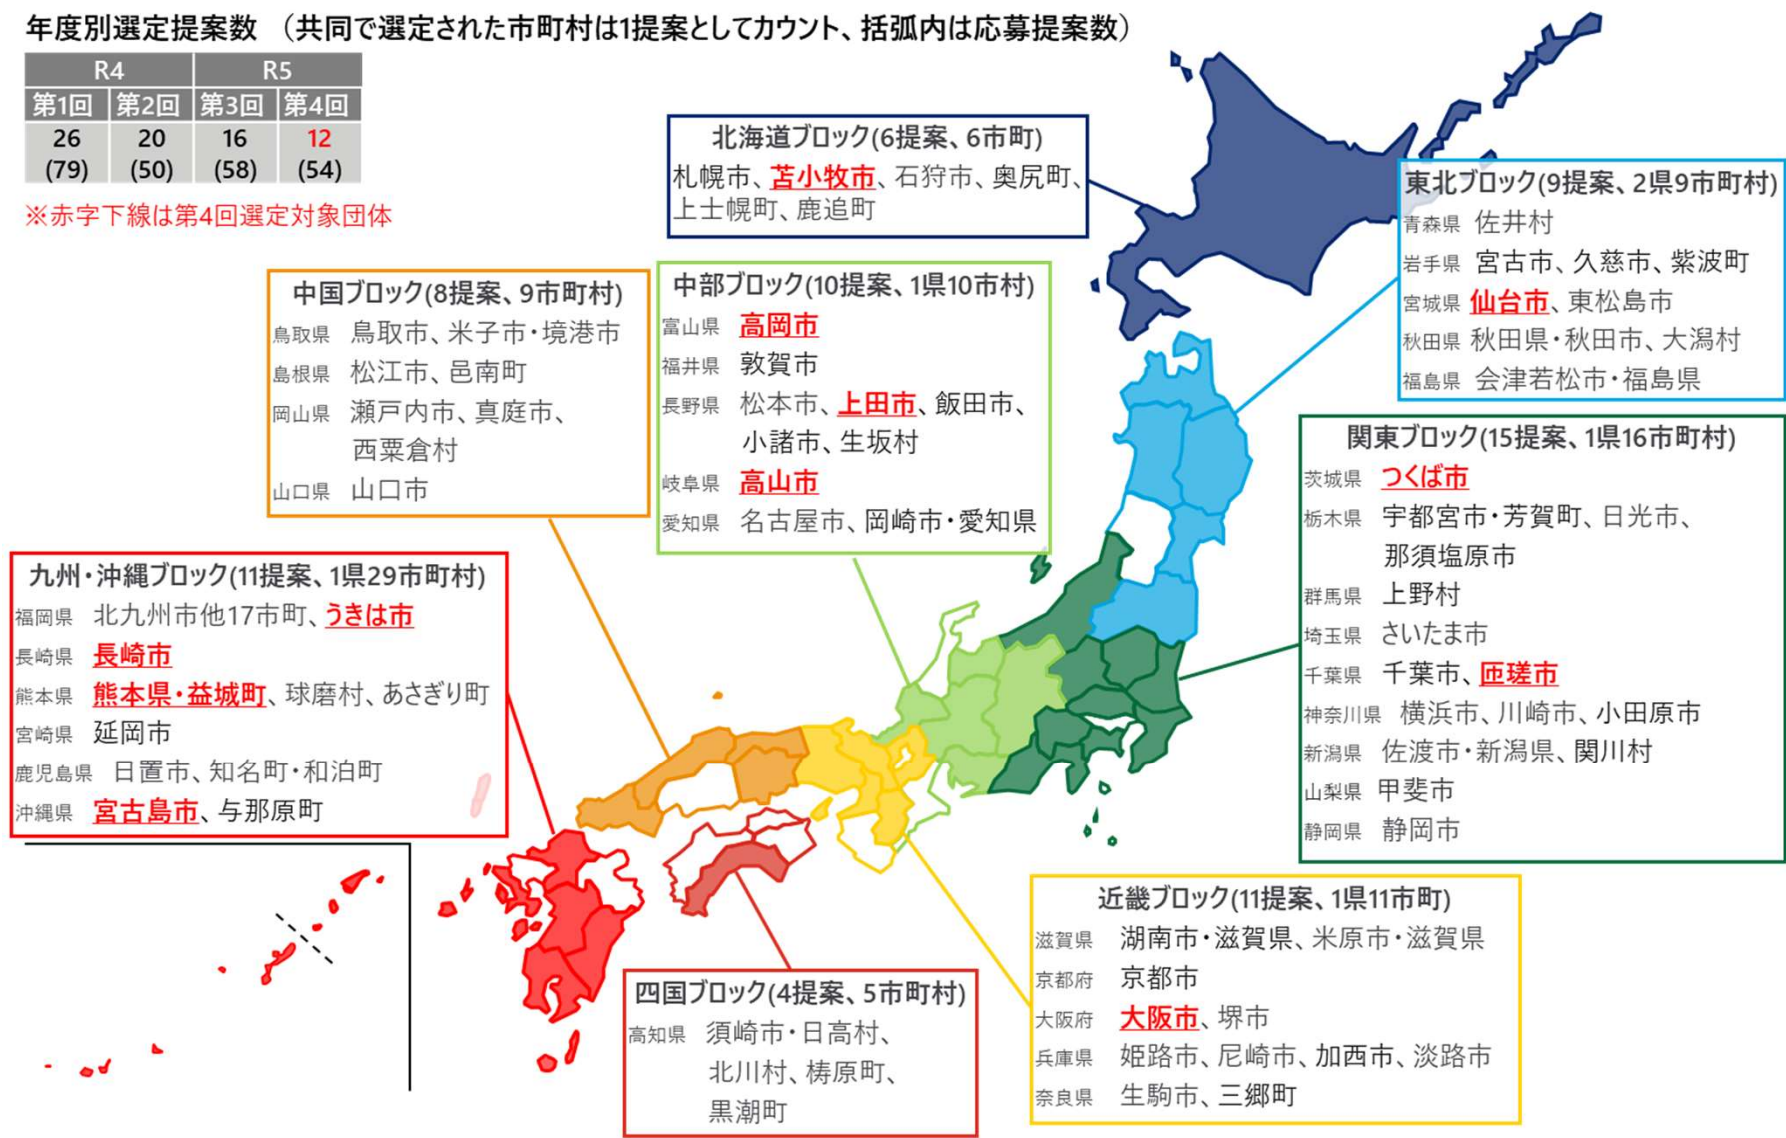 年度別選定提案数 （共同で選定された市町村は1提案としてカウント、括弧内は応募提案数）
R4 R5
第1回 第2回 第3回 第4回
26 20 16 12
(79) (50) (58) (54)
※赤字下線は第4回選定対象団体
北海道ブロック(6提案、6市町)
札幌市、苫小牧市、石狩市、奥尻町、
上士幌町、鹿追町
東北ブロック(9提案、2県9市町村)
青森県 佐井村
岩手県 宮古市、久慈市、紫波町
宮城県 仙台市、東松島市
秋田県 秋田県・秋田市、大潟村
福島県 会津若松市・福島県
中国ブロック(8提案、9市町村)
鳥取県 鳥取市、米子市・境港市
島根県 松江市、邑南町
岡山県 瀬戸内市、真庭市、
西粟倉村
山口県 山口市
中部ブロック(10提案、1県10市村)
富山県 高岡市
福井県 敦賀市
長野県 松本市、上田市、飯田市、
小諸市、生坂村
岐阜県 高山市
愛知県 名古屋市、岡崎市・愛知県
関東ブロック(15提案、1県16市町村)
茨城県 つくば市
栃木県 宇都宮市・芳賀町、日光市、
那須塩原市
群馬県 上野村
埼玉県 さいたま市
千葉県 千葉市、匝瑳市
神奈川県 横浜市、川崎市、小田原市
新潟県 佐渡市・新潟県、関川村
山梨県 甲斐市
静岡県 静岡市
九州・沖縄ブロック(11提案、1県29市町村)
福岡県 北九州市他17市町、うきは市
長崎県 長崎市
熊本県 熊本県・益城町、球磨村、あさぎり町
宮崎県 延岡市
鹿児島県 日置市、知名町・和泊町
沖縄県 宮古島市、与那原町
四国ブロック(4提案、5市町村)
高知県 須崎市・日高村、
北川村、梼原町、
黒潮町
近畿ブロック(11提案、1県11市町)
滋賀県 湖南市・滋賀県、米原市・滋賀県
京都府 京都市
大阪府 大阪市、堺市
兵庫県 姫路市、尼崎市、加西市、淡路市
奈良県 生駒市、三郷町